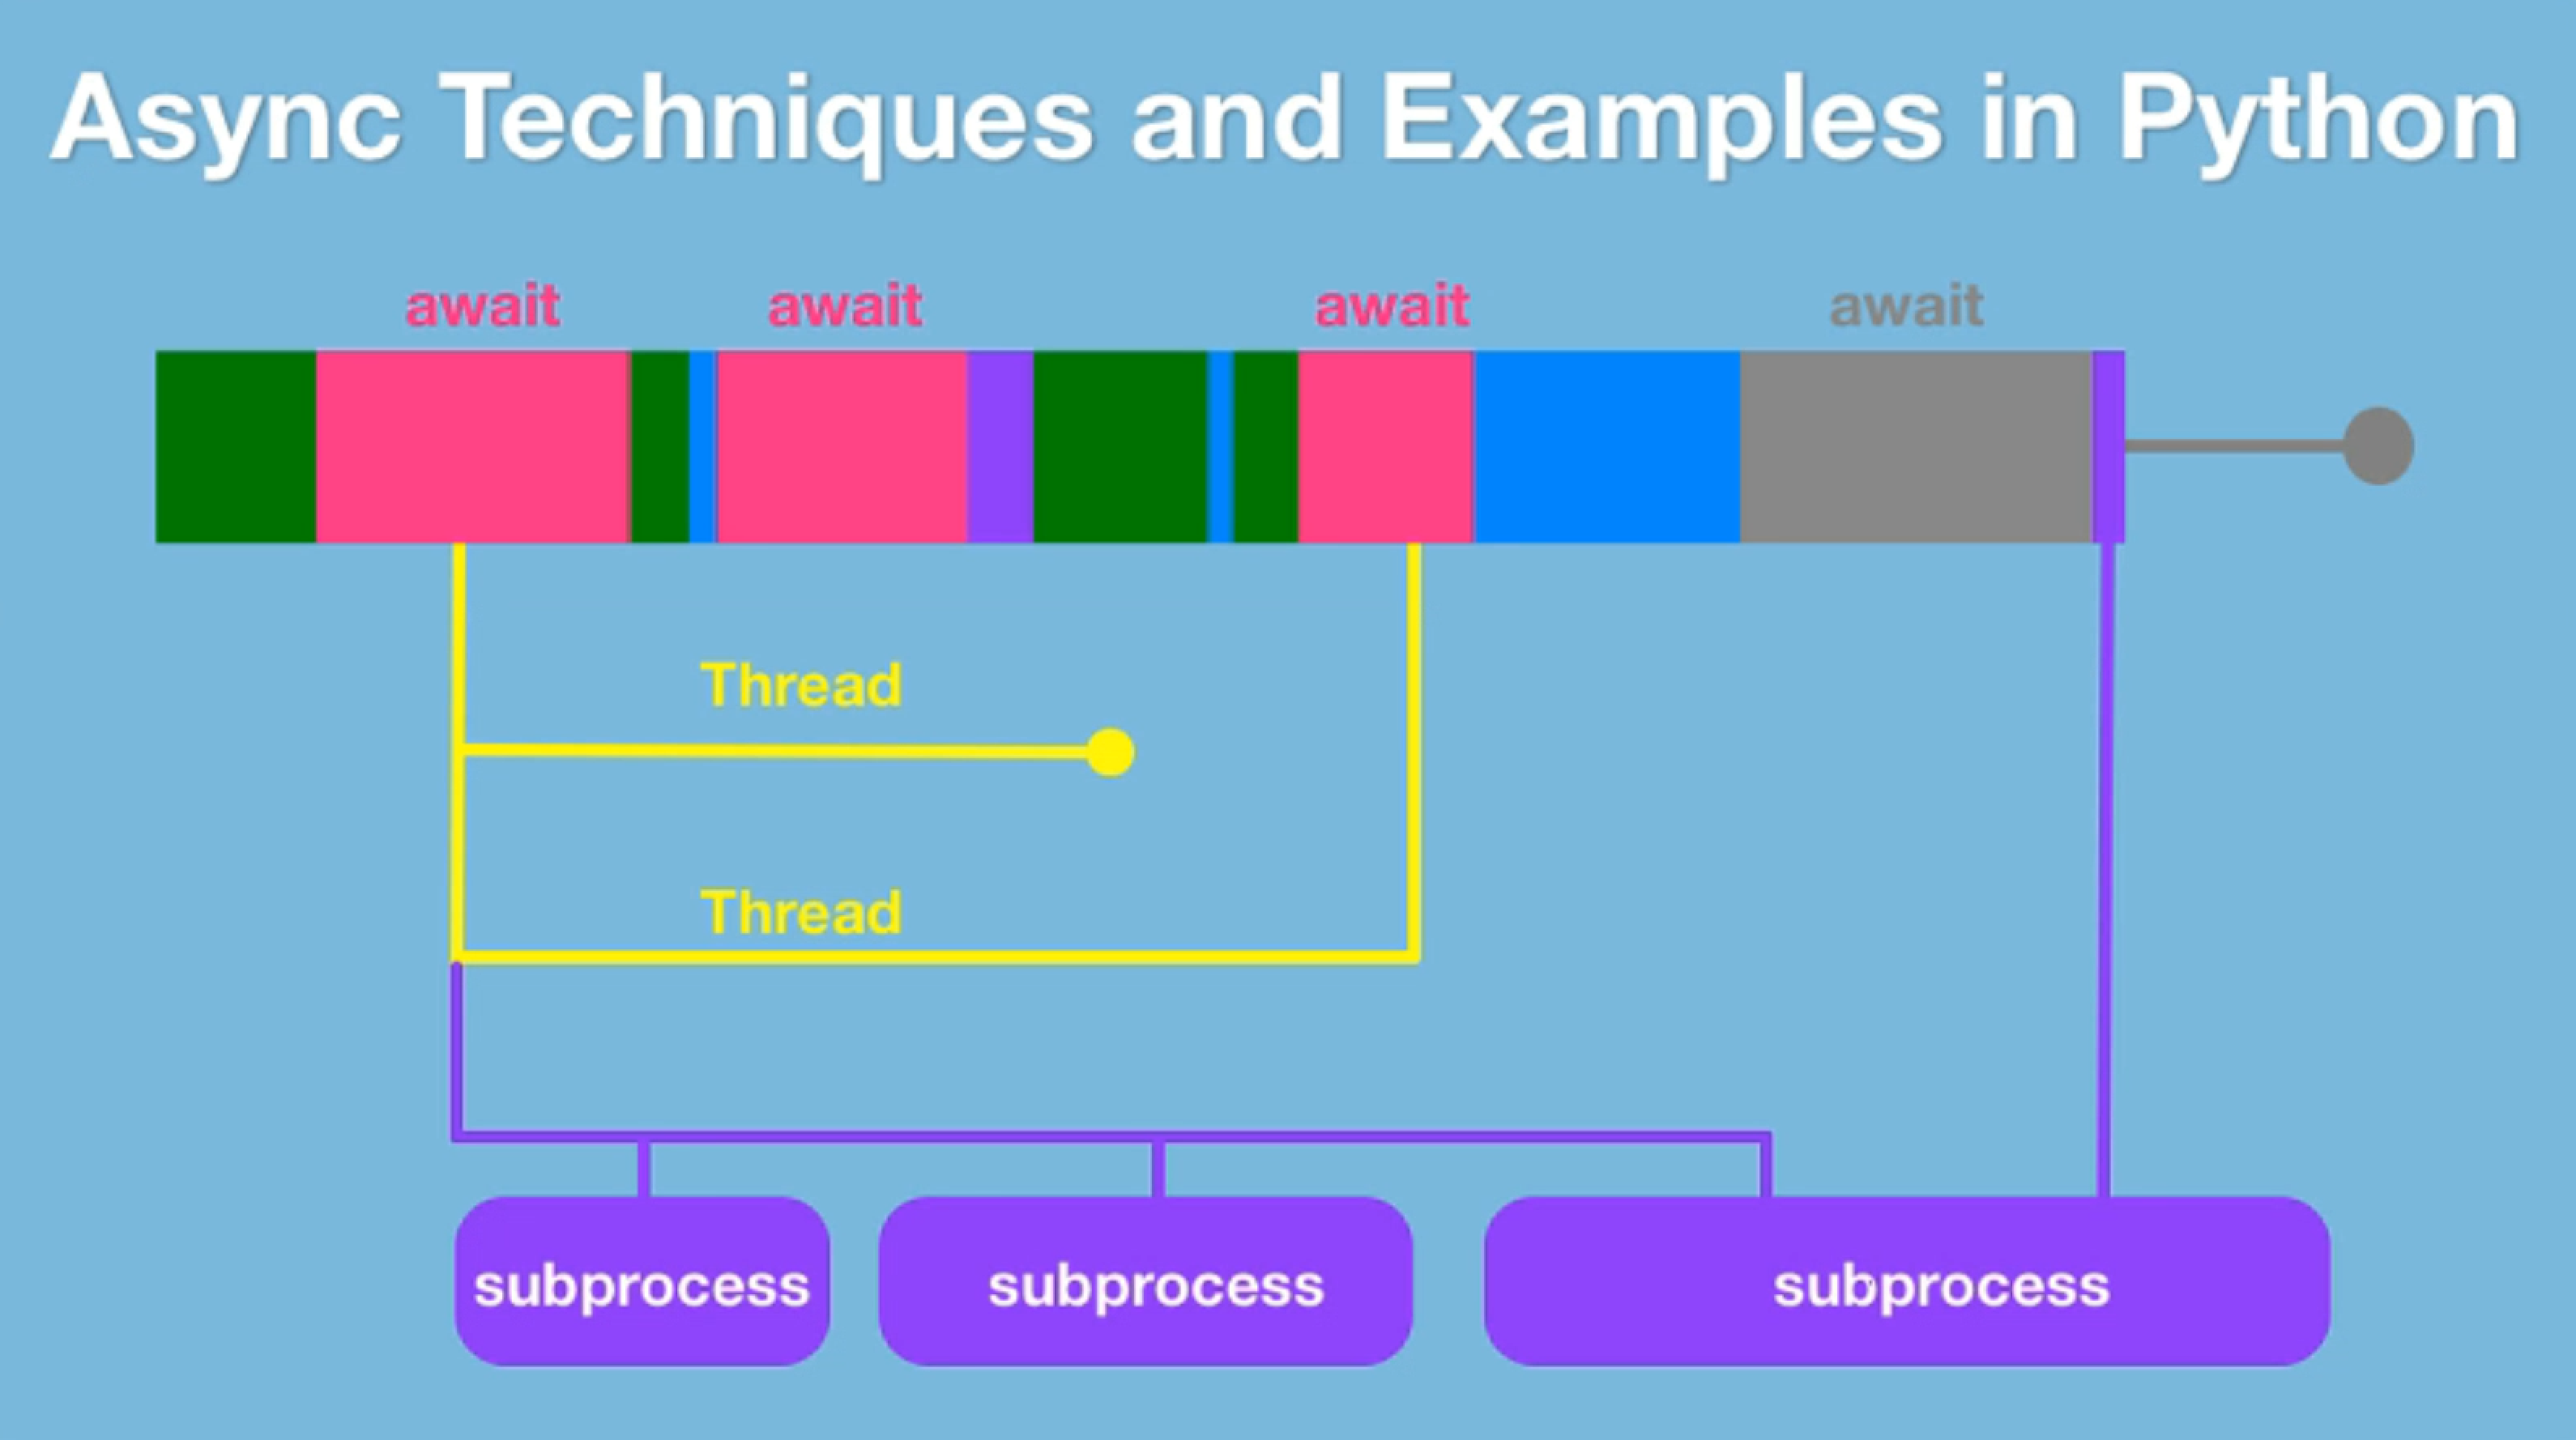 Async Techniques and Examples in Python
await await await await
Thread
Thread
subprocess subprocess subprocess